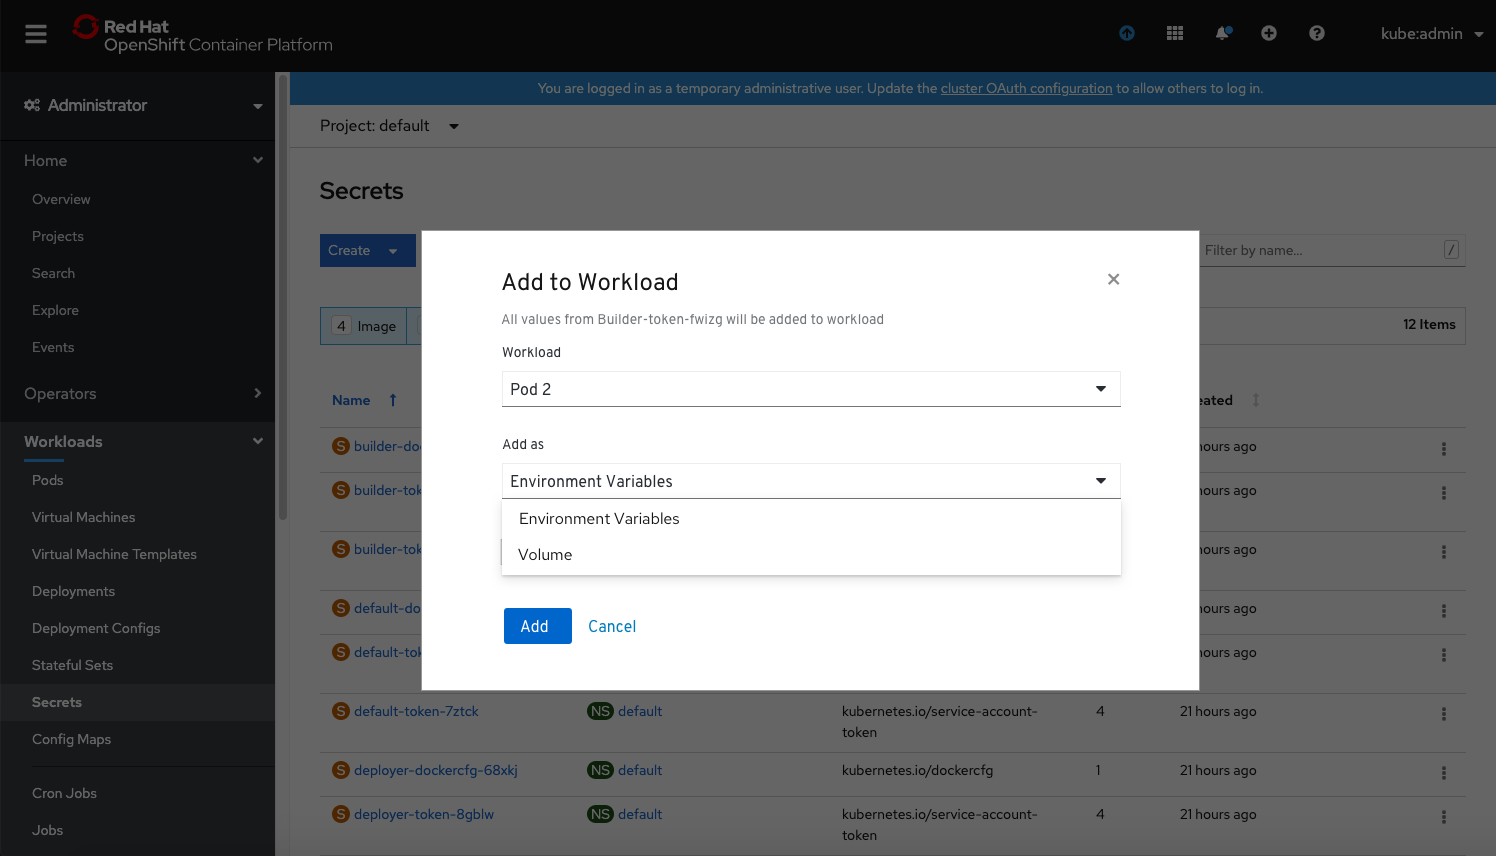 Red Hat
OpenShift Container Platform
kube:admin
Administrator
You are logged in as a temporary administrative user. Update the cluster OAuth configuration to allow others to log in.
Project: default
Home
Overview
Projects
Search
Explore
Events
Operators
Workloads
Pods
Virtual Machines
Virtual Machine Templates
Deployments
Deployment Configs
Stateful Sets
Secrets
Config Maps
Cron Jobs
Jobs
Secrets
Create
Filter by name...
/
4 Image
12 Items
Name
Add to Workload
All values from Builder-token-fwizg will be added to workload
Workload
Pod 2
Add as
Environment Variables
Environment Variables
Volume
Add Cancel
S builder-do
S builder-tok
hours ago
S builder-tok
hours ago
S default-do
hours ago
S default-tok
hours ago
S default-token-7ztck NS default kubernetes.io/service-account-token 4 21 hours ago
S deployer-dockercfg-68xkj NS default kubernetes.io/dockercfg 1 21 hours ago
S deployer-token-8gblw NS default kubernetes.io/service-account-token 4 21 hours ago